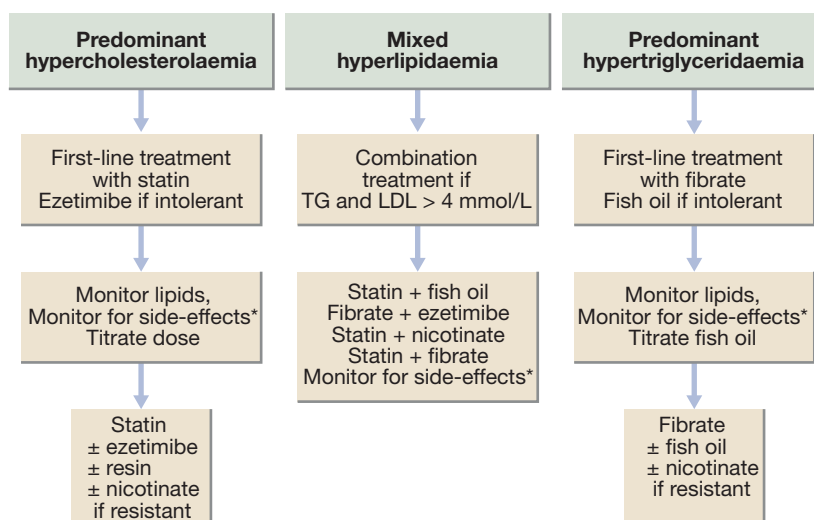 Predominant
hypercholesterolaemia
First-line treatment
with statin
Ezetimibe if intolerant
Monitor lipids,
Monitor for side-effects*
Titrate dose
Statin
± ezetimibe
± resin
± nicotinate
if resistant
Mixed
hyperlipidaemia
Combination
treatment if
TG and LDL > 4 mmol/L
Statin + fish oil
Fibrate + ezetimibe
Statin + nicotinate
Statin + fibrate
Monitor for side-effects*
Predominant
hypertriglyceridaemia
First-line treatment
with fibrate
Fish oil if intolerant
Monitor lipids,
Monitor for side-effects*
Titrate fish oil
Fibrate
± fish oil
± nicotinate
if resistant